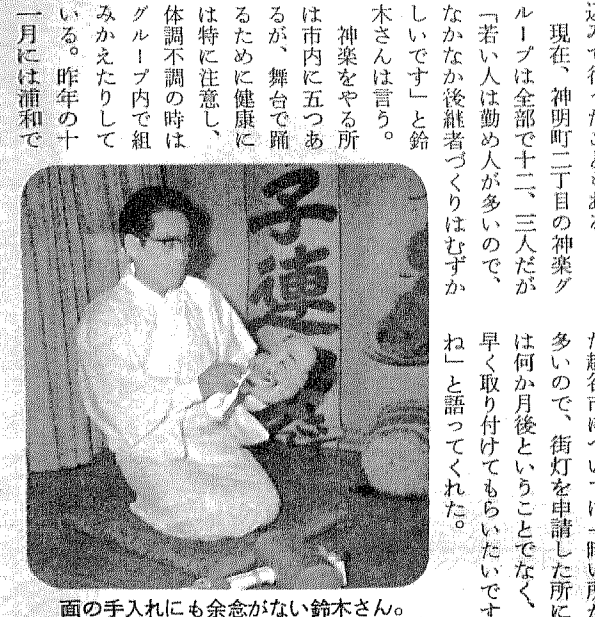 現在、神明町二丁目の神楽グ
ループは全部で十二、三人だが
「若い人は勤め人が多いので、
なかなか後継者づくりはむずか
しいです」と鈴
木さんは言う。
神楽をやる所
は市内に五つあ
るが、舞台で踊
るために健康に
は特に注意し、
体調不調の時は
グループ内で組
みかえたりして
いる。昨年の十
一月には浦和で
子連
面の手入れにも余念がない鈴木さん。
多いので、街灯を申請した所に
は何か月後ということでなく、
早く取り付けてもらいたいです
ね」と語ってくれた。